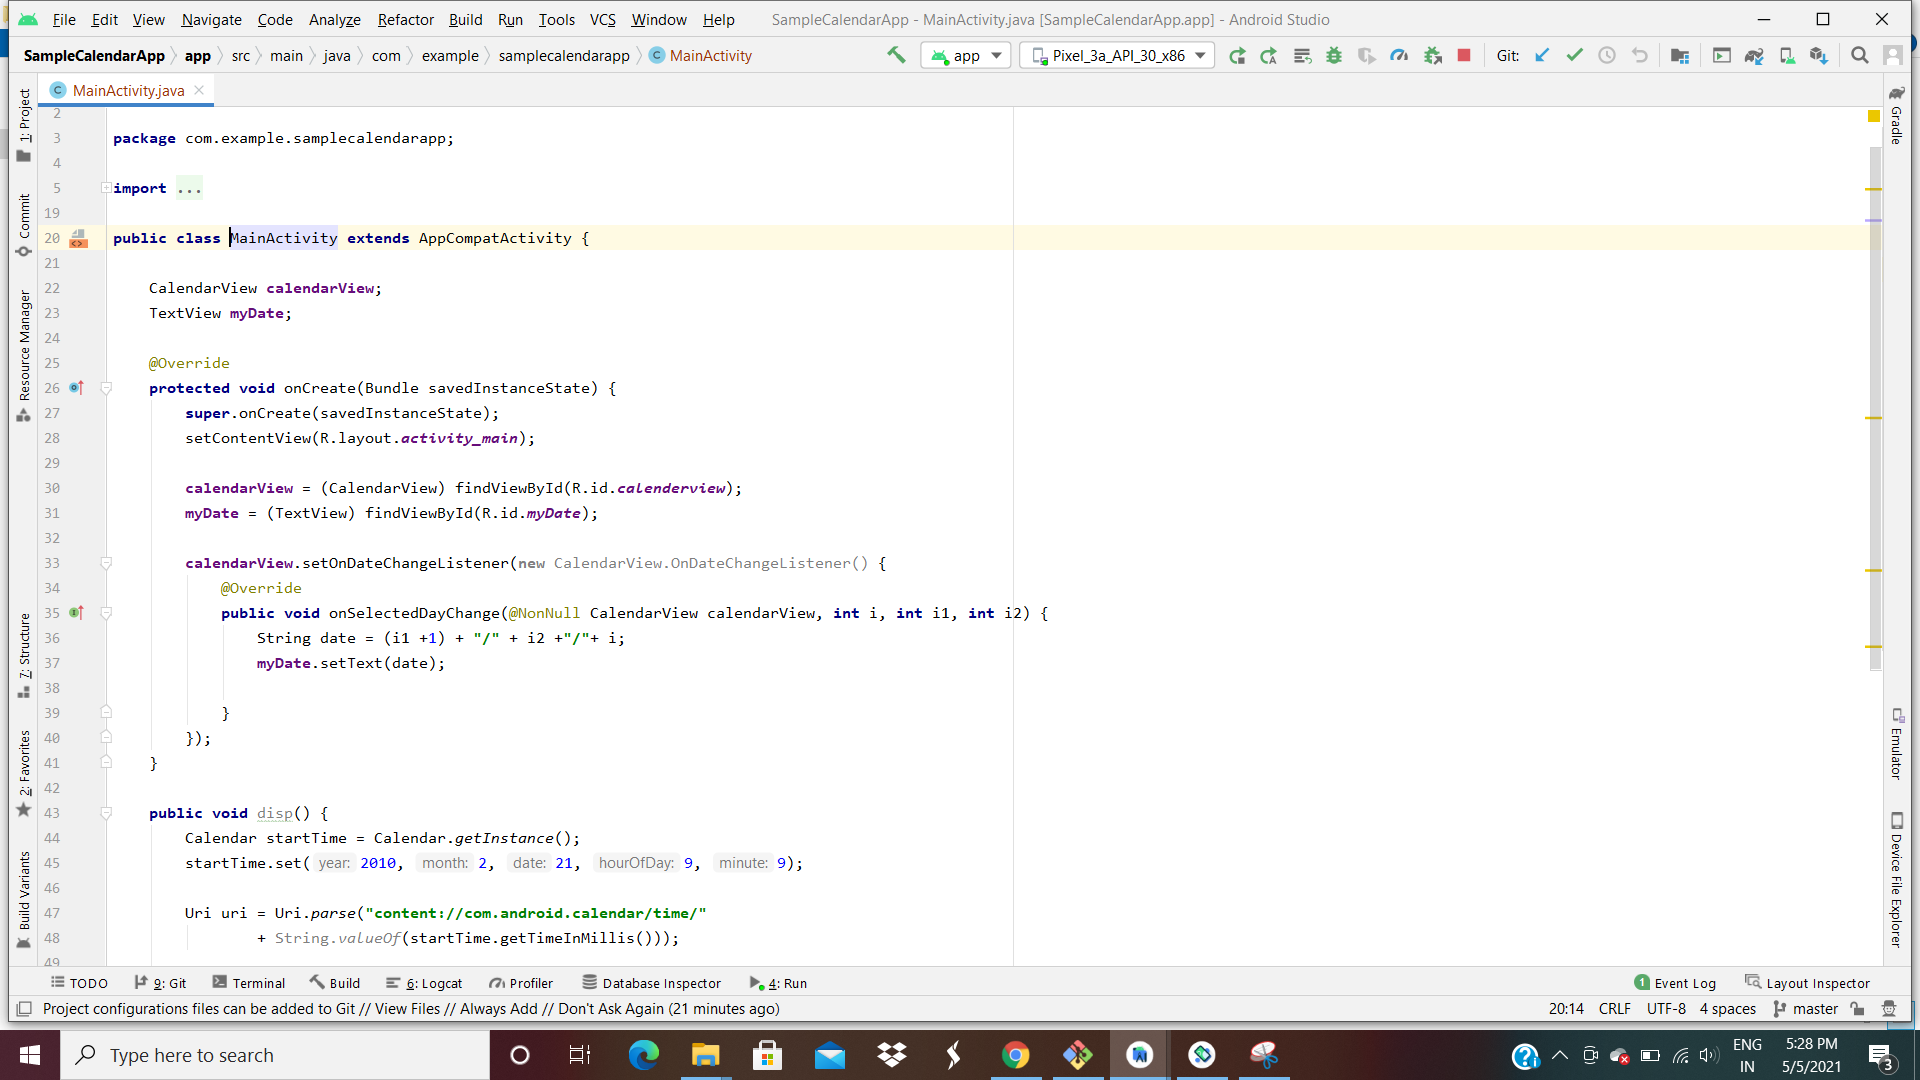 File Edit View Navigate Code Analyze Refactor Build Run Tools VCS Window Help SampleCalendarApp - MainActivity.java [SampleCalendarApp.app] - Android Studio
SampleCalendarApp app src main java com example samplecalendarapp MainActivity app Pixel_3a_API_30_x86 Git:
MainActivity.java
1: Project
Commit
Resource Manager
7: Structure
2: Favorites
Build Variants
2
3 package com.example.samplecalendarapp;
4
5 import ...
19
20 public class MainActivity extends AppCompatActivity {
21
22 CalendarView calendarView;
23 TextView myDate;
24
25 @Override
26 protected void onCreate(Bundle savedInstanceState) {
27 super.onCreate(savedInstanceState);
28 setContentView(R.layout.activity_main);
29
30 calendarView = (CalendarView) findViewById(R.id.calenderview);
31 myDate = (TextView) findViewById(R.id.myDate);
32
33 calendarView.setOnDateChangeListener(new CalendarView.OnDateChangeListener() {
34 @Override
35 public void onSelectedDayChange(@NonNull CalendarView calendarView, int i, int i1, int i2) {
36 String date = (i1 +1) + "/" + i2 +"/"+ i;
37 myDate.setText(date);
38
39 }
40 });
41 }
42
43 public void disp() {
44 Calendar startTime = Calendar.getInstance();
45 startTime.set( year: 2010, month: 2, date: 21, hourOfDay: 9, minute: 9);
46
47 Uri uri = Uri.parse("content://com.android.calendar/time/"
48 + String.valueOf(startTime.getTimeInMillis()));
49
Gradle
Emulator
Device File Explorer
TODO 9: Git Terminal Build 6: Logcat Profiler Database Inspector 4: Run 1 Event Log Layout Inspector
Project configurations files can be added to Git // View Files // Always Add // Don't Ask Again (21 minutes ago) 20:14 CRLF UTF-8 4 spaces master
Type here to search
ENG
IN
5:28 PM
5/5/2021
3